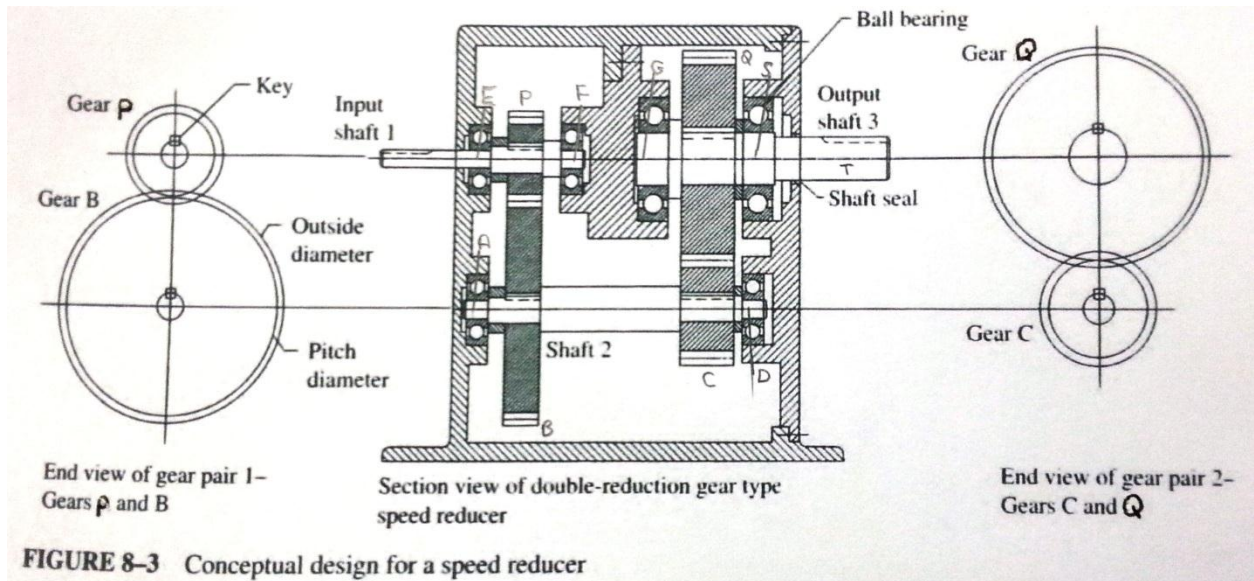 Ball bearing
Gear Q
Gear P
Key
Input
shaft 1
E
P
F
G
Q
S
Output
shaft 3
T
Shaft seal
Gear B
Outside
diameter
A
Pitch
diameter
Shaft 2
C
D
B
Gear C
End view of gear pair 1–
Gears P and B
Section view of double-reduction gear type
speed reducer
End view of gear pair 2–
Gears C and Q
FIGURE 8–3 Conceptual design for a speed reducer